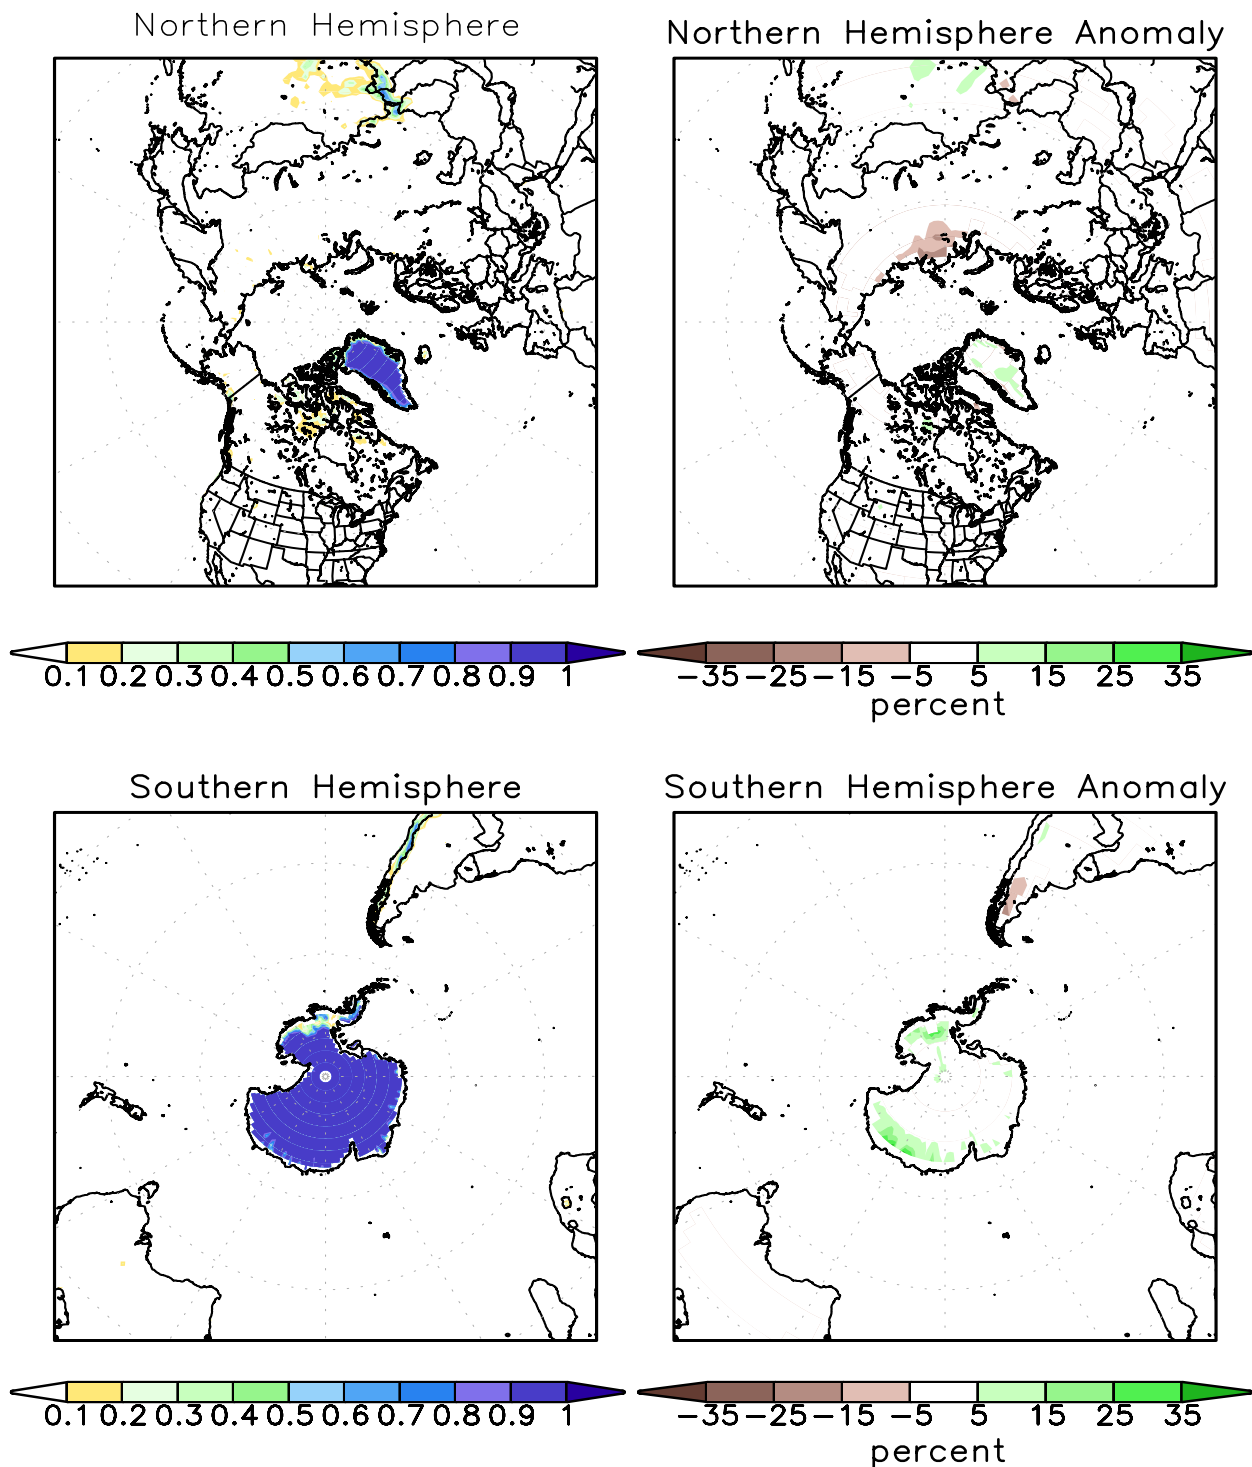 Northern Hemisphere
Northern Hemisphere Anomaly
0.1 0.2 0.3 0.4 0.5 0.6 0.7 0.8 0.9 1
-35 -25 -15 -5 5 15 25 35
percent
Southern Hemisphere
Southern Hemisphere Anomaly
0.1 0.2 0.3 0.4 0.5 0.6 0.7 0.8 0.9 1
-35 -25 -15 -5 5 15 25 35
percent